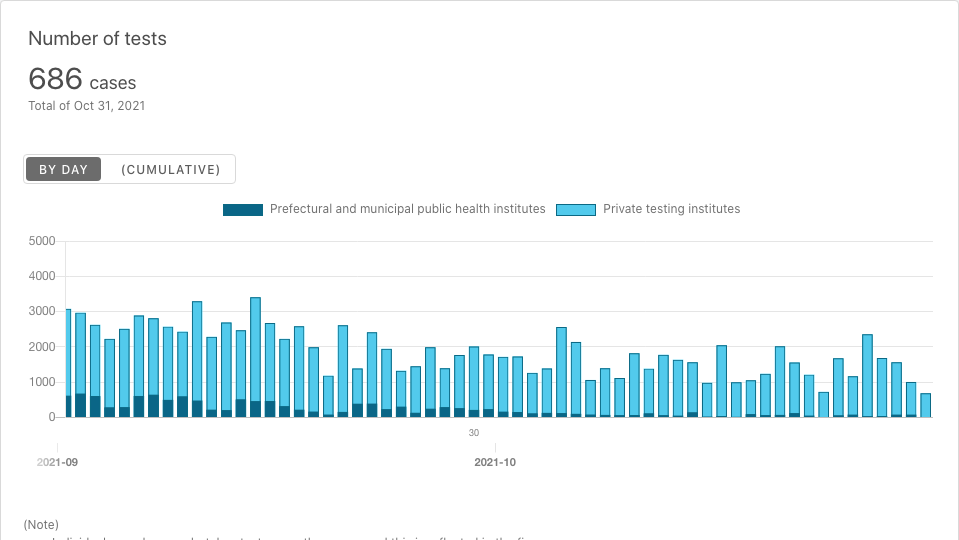 Number of tests
686 cases
Total of Oct 31, 2021
BY DAY (CUMULATIVE)
Prefectural and municipal public health institutes Private testing institutes
5000
4000
3000
2000
1000
0
30
2021-09 2021-10
(Note)